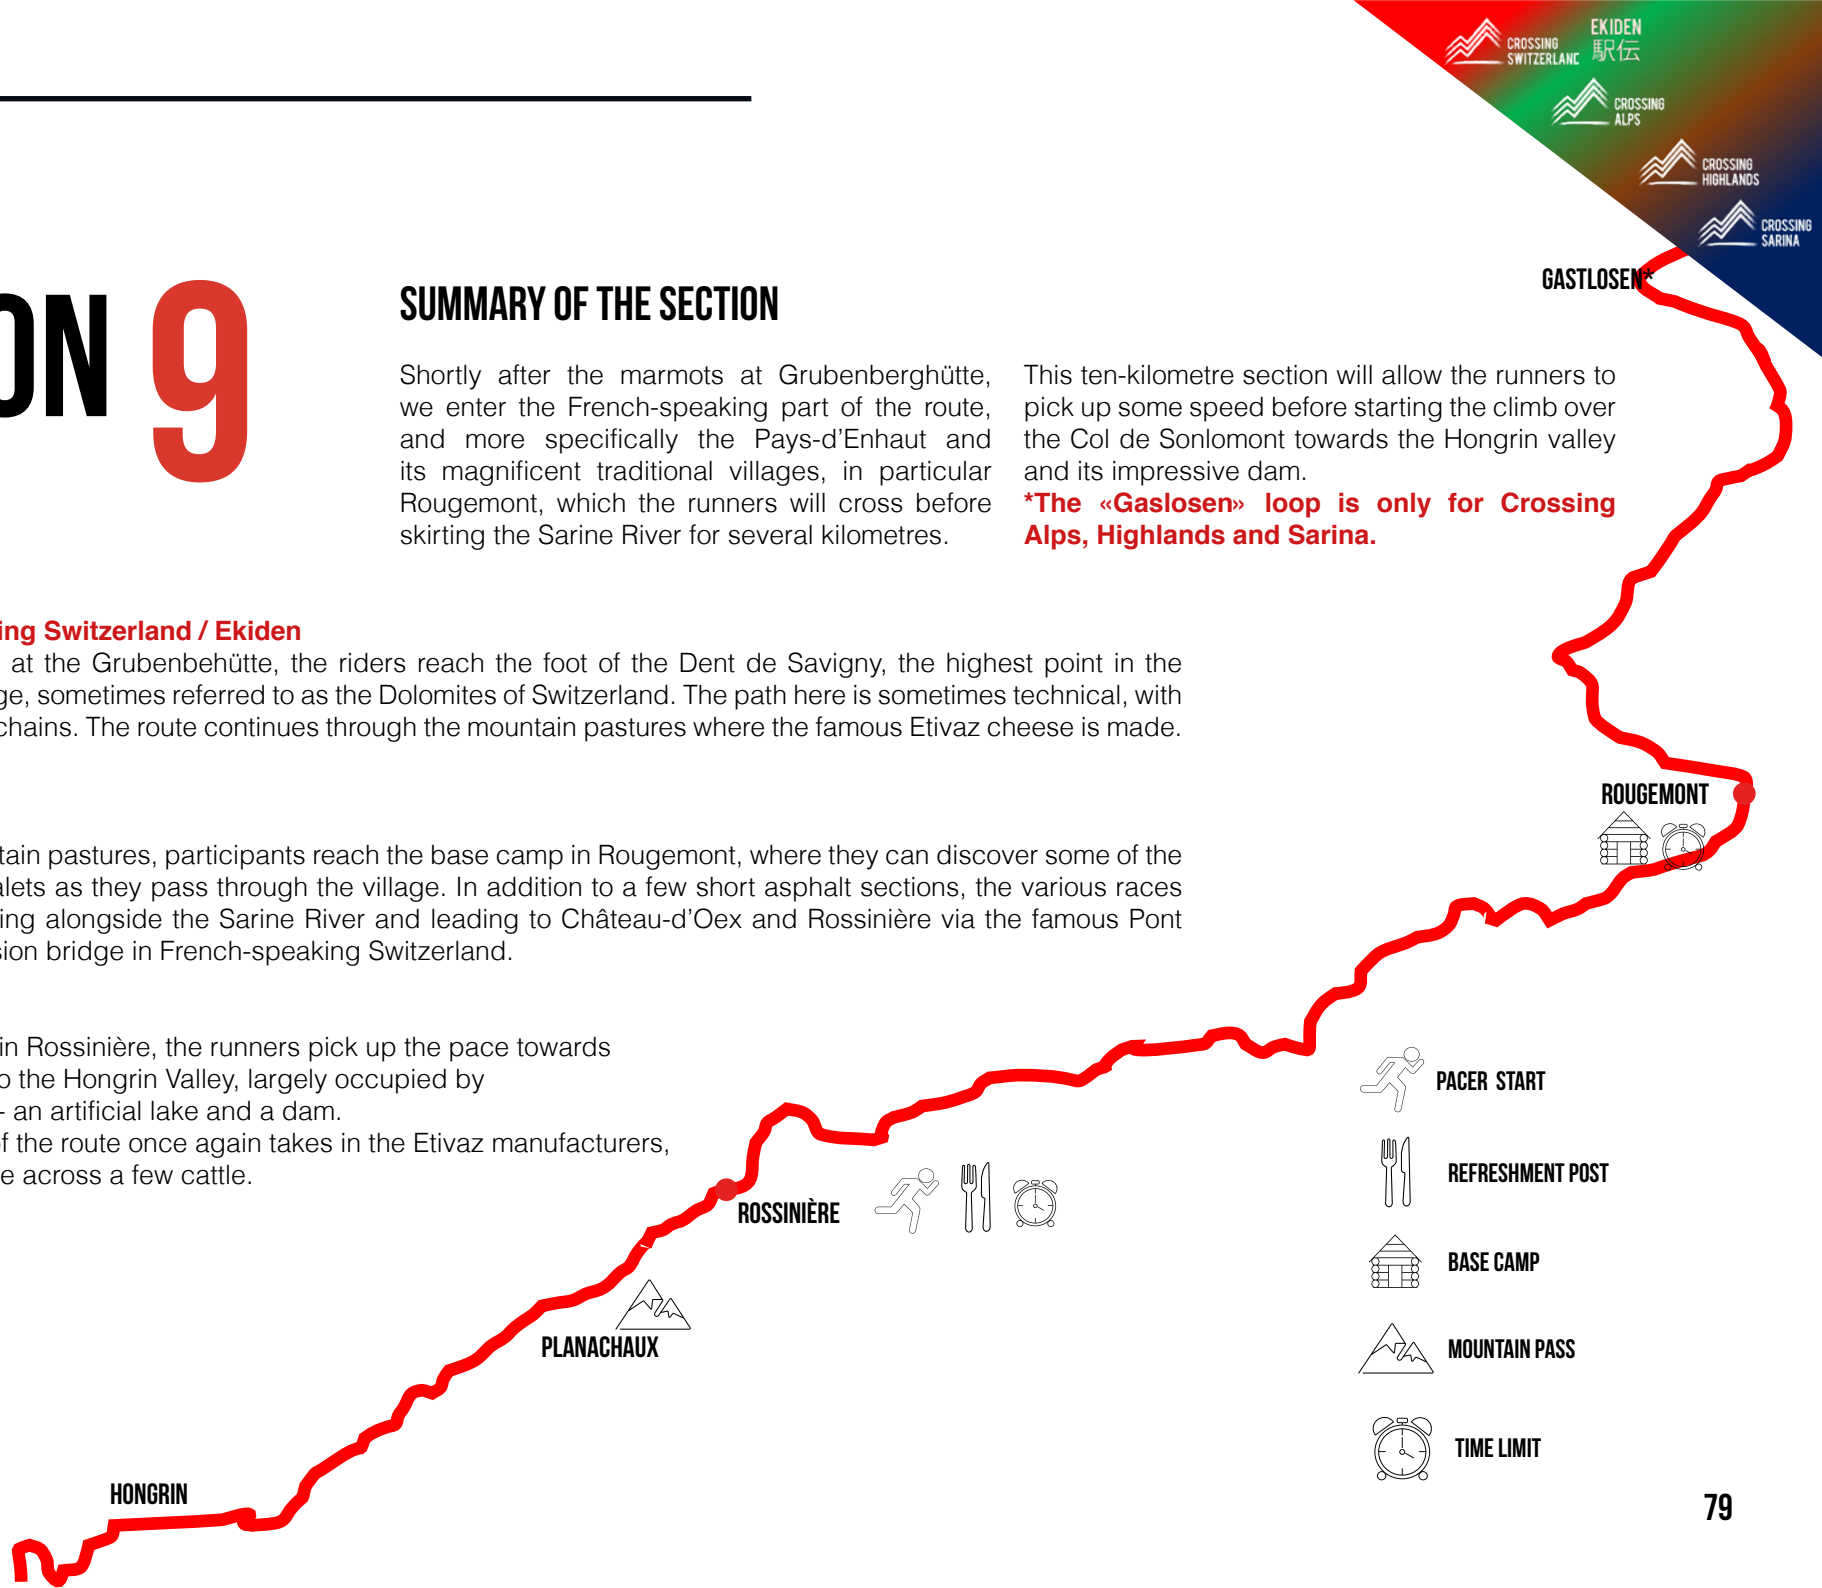 CROSSING
SWITZERLAND
EKIDEN
駅伝
CROSSING
ALPS
CROSSING
HIGHLANDS
CROSSING
SARINA
ON 9
SUMMARY OF THE SECTION
Shortly after the marmots at Grubenberghütte,
we enter the French-speaking part of the route,
and more specifically the Pays-d’Enhaut and
its magnificent traditional villages, in particular
Rougemont, which the runners will cross before
skirting the Sarine River for several kilometres.
This ten-kilometre section will allow the runners to
pick up some speed before starting the climb over
the Col de Sonlomont towards the Hongrin valley
and its impressive dam.
*The «Gaslosen» loop is only for Crossing
Alps, Highlands and Sarina.
GASTLOSEN*
ing Switzerland / Ekiden
at the Grubenbehütte, the riders reach the foot of the Dent de Savigny, the highest point in the
ge, sometimes referred to as the Dolomites of Switzerland. The path here is sometimes technical, with
chains. The route continues through the mountain pastures where the famous Etivaz cheese is made.
tain pastures, participants reach the base camp in Rougemont, where they can discover some of the
alets as they pass through the village. In addition to a few short asphalt sections, the various races
ing alongside the Sarine River and leading to Château-d’Oex and Rossinière via the famous Pont
sion bridge in French-speaking Switzerland.
in Rossinière, the runners pick up the pace towards
o the Hongrin Valley, largely occupied by
- an artificial lake and a dam.
of the route once again takes in the Etivaz manufacturers,
e across a few cattle.
ROUGEMONT
ROSSINIÈRE
PLANACHAUX
HONGRIN
PACER START
REFRESHMENT POST
BASE CAMP
MOUNTAIN PASS
TIME LIMIT
79